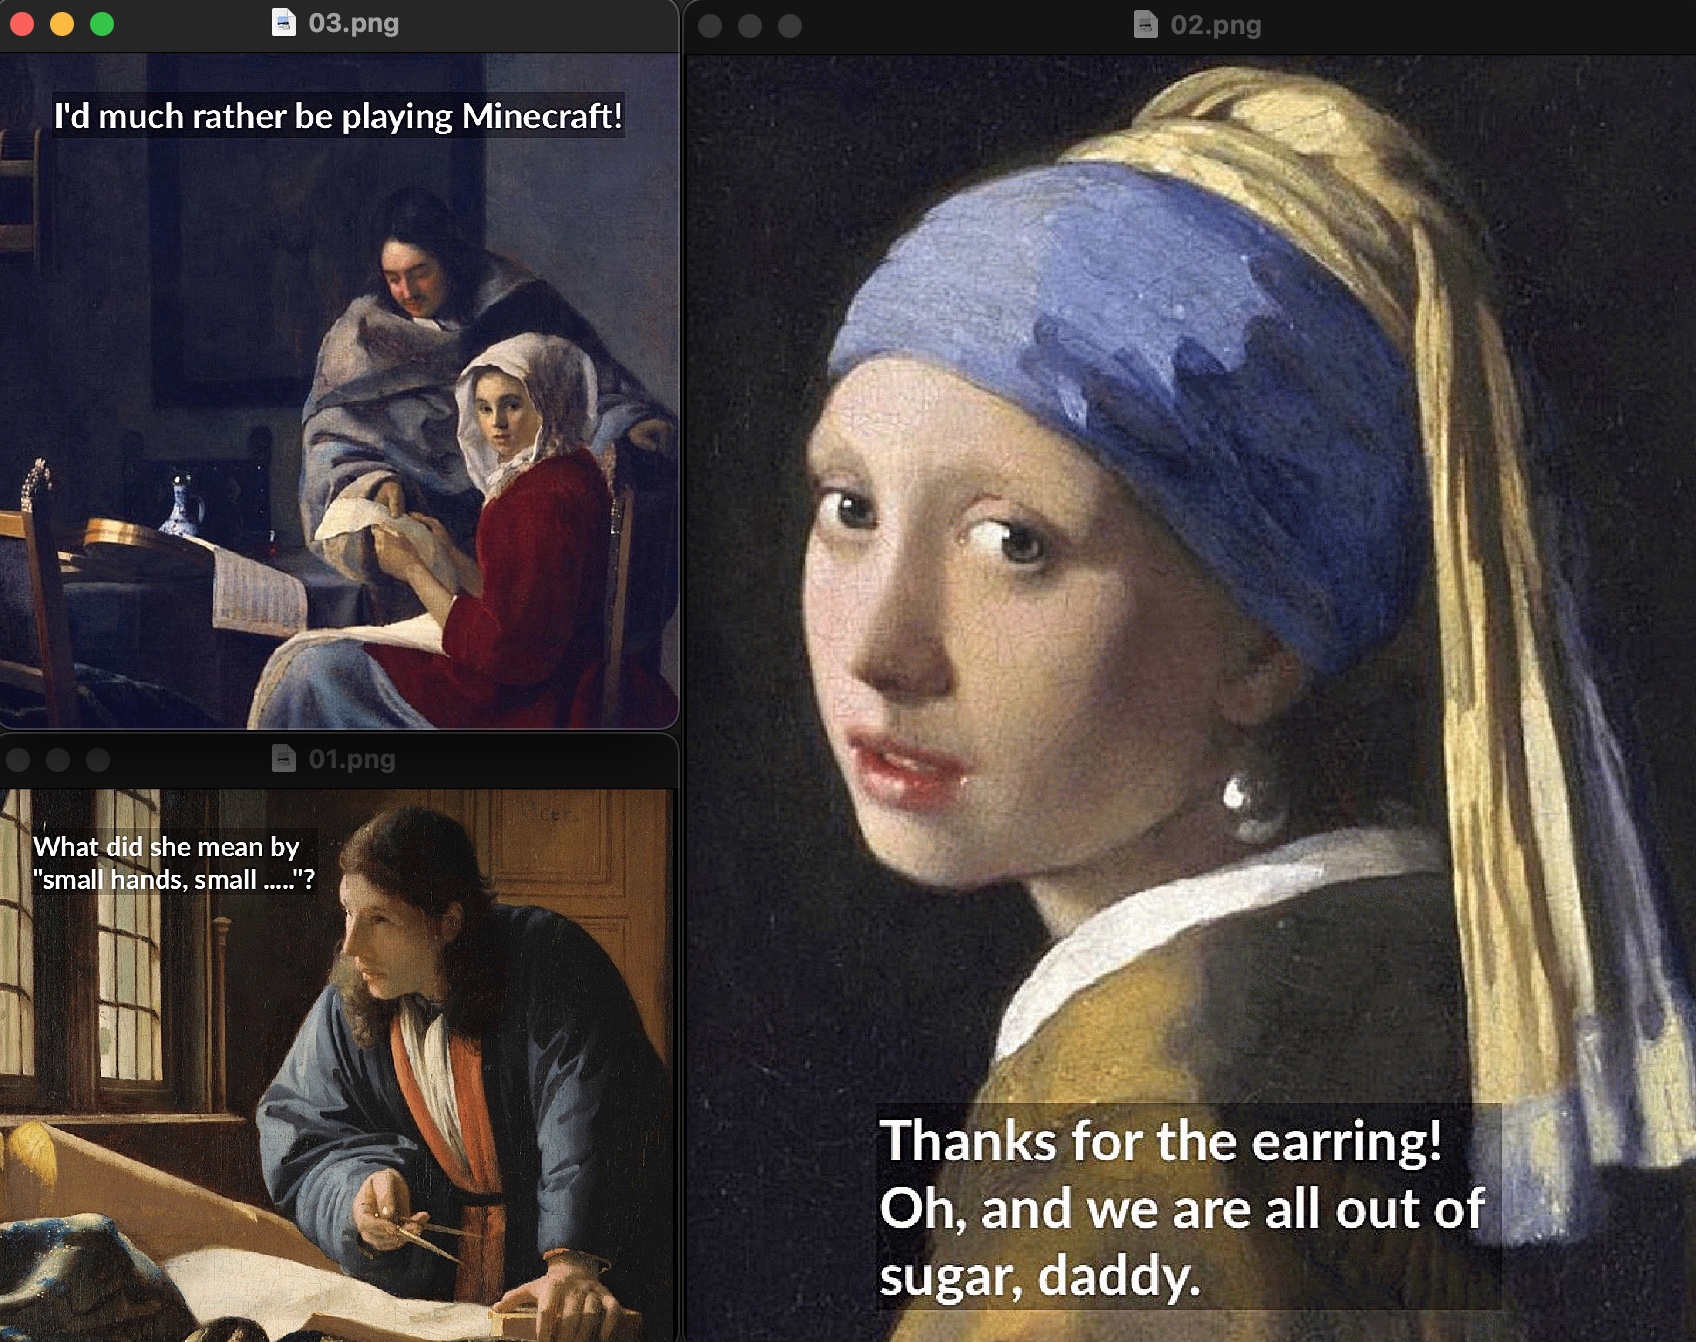 03.png
I'd much rather be playing Minecraft!
01.png
What did she mean by
"small hands, small ....."?
02.png
Thanks for the earring!
Oh, and we are all out of
sugar, daddy.